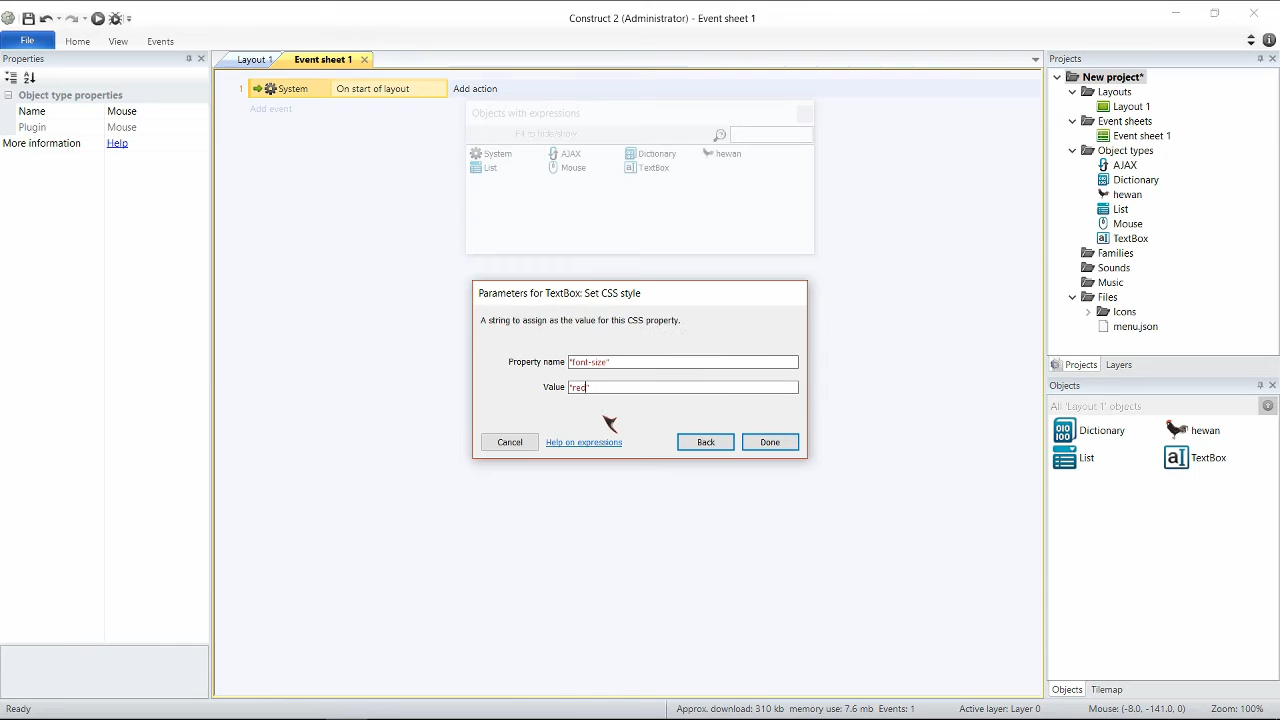 Construct 2 (Administrator) - Event sheet 1
File Home View Events
Properties
Object type properties
Name Mouse
Plugin Mouse
More information Help
Layout 1 Event sheet 1
1 System On start of layout Add action
Add event
Objects with expressions
F4 to hide/show
System AJAX Dictionary hewan
List Mouse TextBox
Parameters for TextBox: Set CSS style
A string to assign as the value for this CSS property.
Property name "font-size"
Value "red"
Cancel Help on expressions Back Done
Projects
New project*
Layouts
Layout 1
Event sheets
Event sheet 1
Object types
AJAX
Dictionary
hewan
List
Mouse
TextBox
Families
Sounds
Music
Files
Icons
menu.json
Projects Layers
Objects
All 'Layout 1' objects
Dictionary hewan
List TextBox
Objects Tilemap
Ready Approx. download: 310 kb memory use: 7.6 mb Events: 1 Active layer: Layer 0 Mouse: (-8.0, -141.0, 0) Zoom: 100%